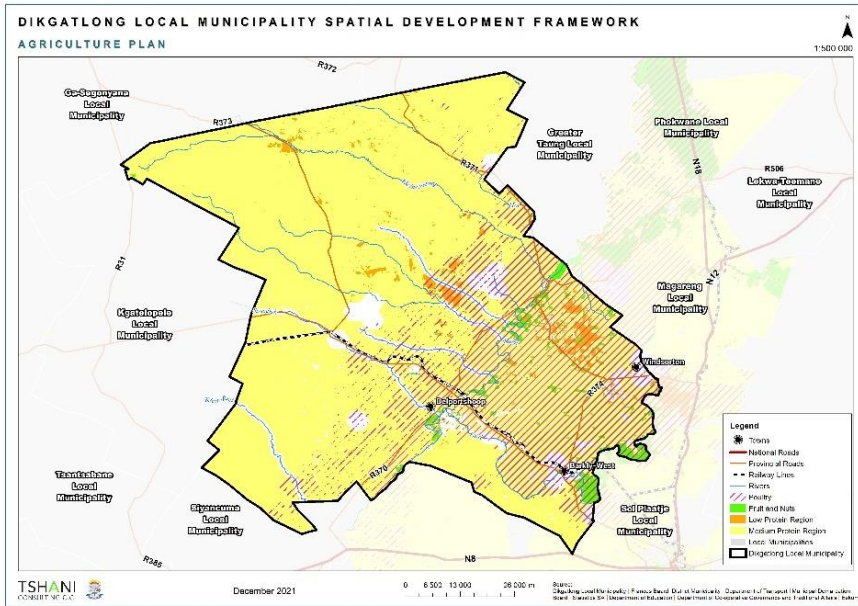 DIKGATLONG LOCAL MUNICIPALITY SPATIAL DEVELOPMENT FRAMEWORK
AGRICULTURE PLAN
N
1:500 000
R372
Ga-Segonyana
Local
Municipality
R373
Greater
Taung Local
Municipality
Phokwane Local
Municipality
R371
N18
R506
Lekwa-Teemane
Local
Municipality
R31
N12
Magareng
Local
Municipality
Kgatelopele
Local
Municipality
Windsorton
R374
Delportshoop
Barkly West
R370
Tsantsabane
Local
Municipality
Siyancuma
Local
Municipality
Sol Plaatje
Local
Municipality
R385
N8
Legend
Towns
National Roads
Provincial Roads
Railway Lines
Rivers
Poultry
Fruit and Nuts
Low Protein Region
Medium Protein Region
Local Municipalities
Dikgatlong Local Municipality
TSHANI
CONSULTING C.C.
December 2021
0 6 500 13 000 26 000 m
Source: